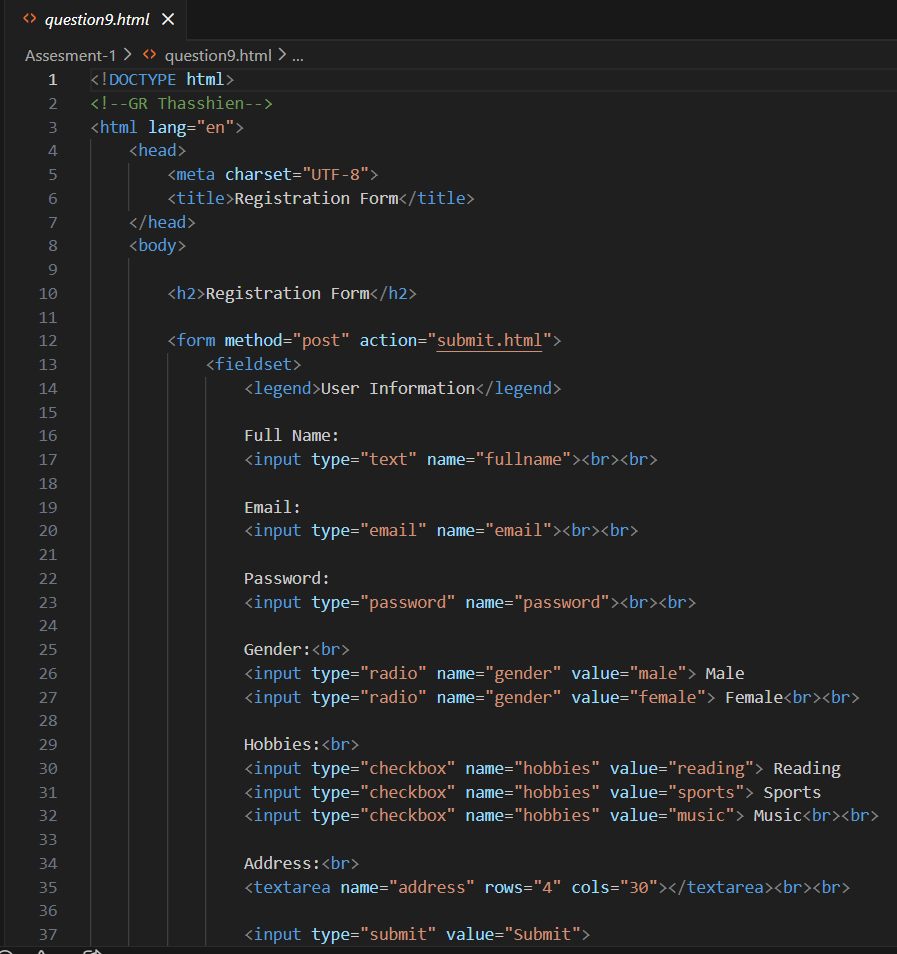 question9.html
Assesment-1 > question9.html > ...
1 <!DOCTYPE html>
2 <!--GR Thasshien-->
3 <html lang="en">
4 <head>
5 <meta charset="UTF-8">
6 <title>Registration Form</title>
7 </head>
8 <body>
9
10 <h2>Registration Form</h2>
11
12 <form method="post" action="submit.html">
13 <fieldset>
14 <legend>User Information</legend>
15
16 Full Name:
17 <input type="text" name="fullname"><br><br>
18
19 Email:
20 <input type="email" name="email"><br><br>
21
22 Password:
23 <input type="password" name="password"><br><br>
24
25 Gender:<br>
26 <input type="radio" name="gender" value="male"> Male
27 <input type="radio" name="gender" value="female"> Female<br><br>
28
29 Hobbies:<br>
30 <input type="checkbox" name="hobbies" value="reading"> Reading
31 <input type="checkbox" name="hobbies" value="sports"> Sports
32 <input type="checkbox" name="hobbies" value="music"> Music<br><br>
33
34 Address:<br>
35 <textarea name="address" rows="4" cols="30"></textarea><br><br>
36
37 <input type="submit" value="Submit">